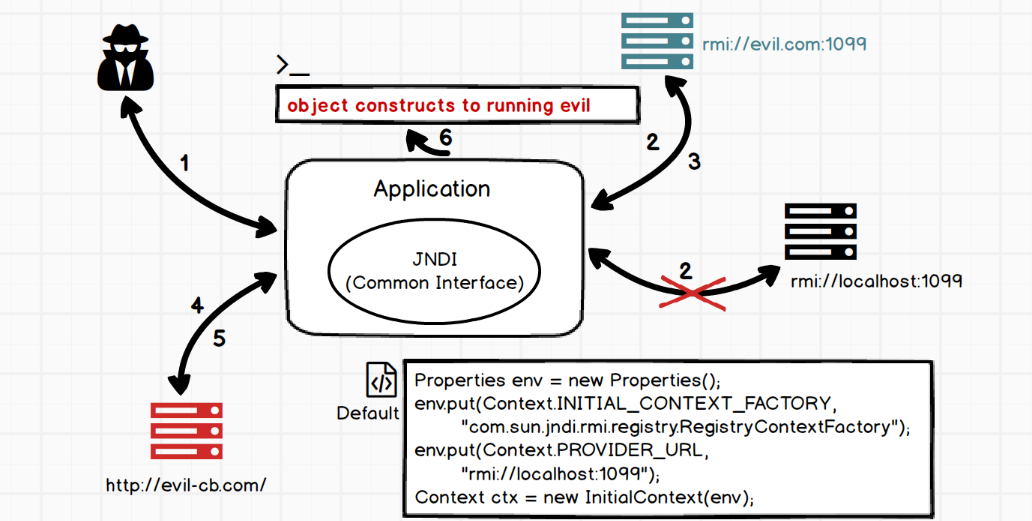 rmi://evil.com:1099
>_
object constructs to running evil
6
2
3
1
Application
JNDI
(Common Interface)
2
rmi://localhost:1099
4
5
Default
Properties env = new Properties();
env.put(Context.INITIAL_CONTEXT_FACTORY,
"com.sun.jndi.rmi.registry.RegistryContextFactory");
env.put(Context.PROVIDER_URL,
"rmi://localhost:1099");
Context ctx = new InitialContext(env);
http://evil-cb.com/